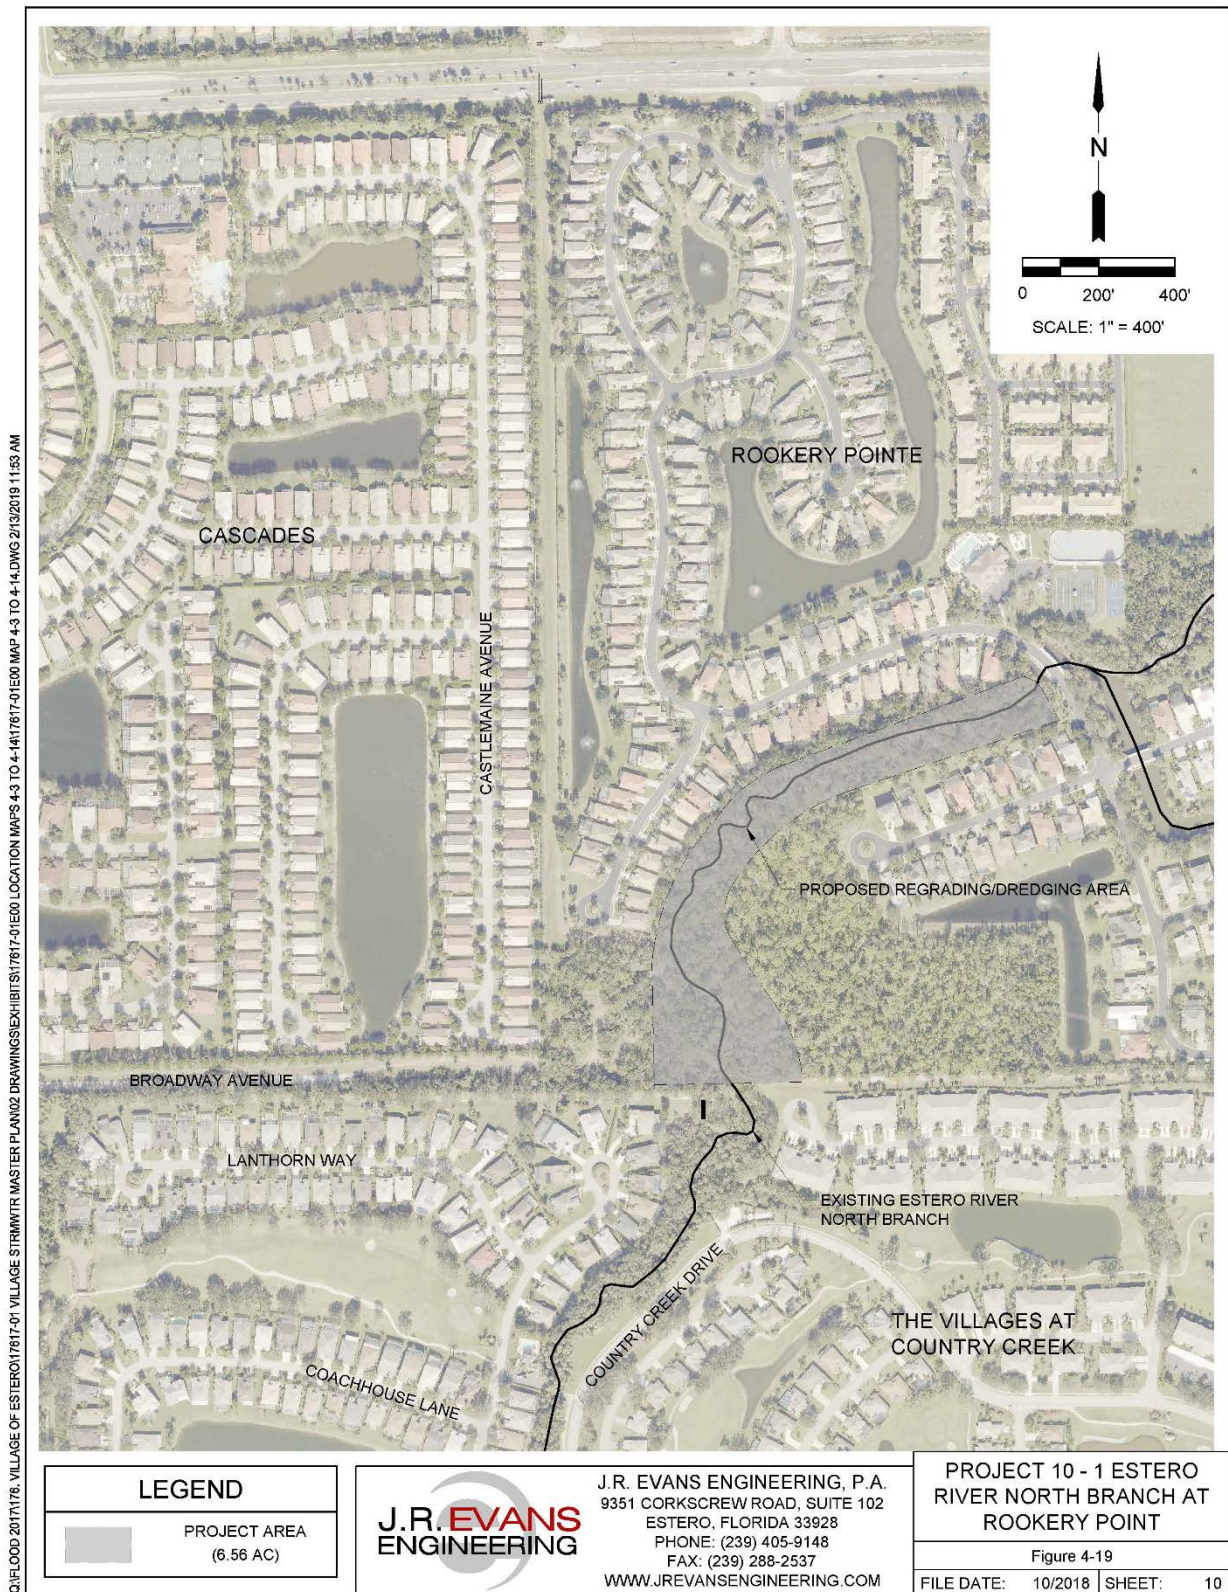 N
0 200' 400'
SCALE: 1" = 400'
ROOKERY POINTE
CASCADES
CASTLEMAINE AVENUE
PROPOSED REGRADING/DREDGING AREA
BROADWAY AVENUE
I
LANTHORN WAY
EXISTING ESTERO RIVER
NORTH BRANCH
COUNTRY CREEK DRIVE
THE VILLAGES AT
COUNTRY CREEK
COACHHOUSE LANE
Q:\FLOOD 2017\176. VILLAGE OF ESTERO\17617-01 VILLAGE STRMWTR MASTER PLAN\02 DRAWINGS\EXHIBITS\17617-01E00 LOCATION MAPS 4-3 TO 4-14\17617-01E00 MAP 4-3 TO 4-14.DWG 2/13/2019 11:53 AM
LEGEND
PROJECT AREA
(6.56 AC)
J.R. EVANS
ENGINEERING
J.R. EVANS ENGINEERING, P.A.
9351 CORKSCREW ROAD, SUITE 102
ESTERO, FLORIDA 33928
PHONE: (239) 405-9148
FAX: (239) 288-2537
WWW.JREVANSENGINEERING.COM
PROJECT 10 - 1 ESTERO
RIVER NORTH BRANCH AT
ROOKERY POINT
Figure 4-19
FILE DATE: 10/2018 SHEET: 10